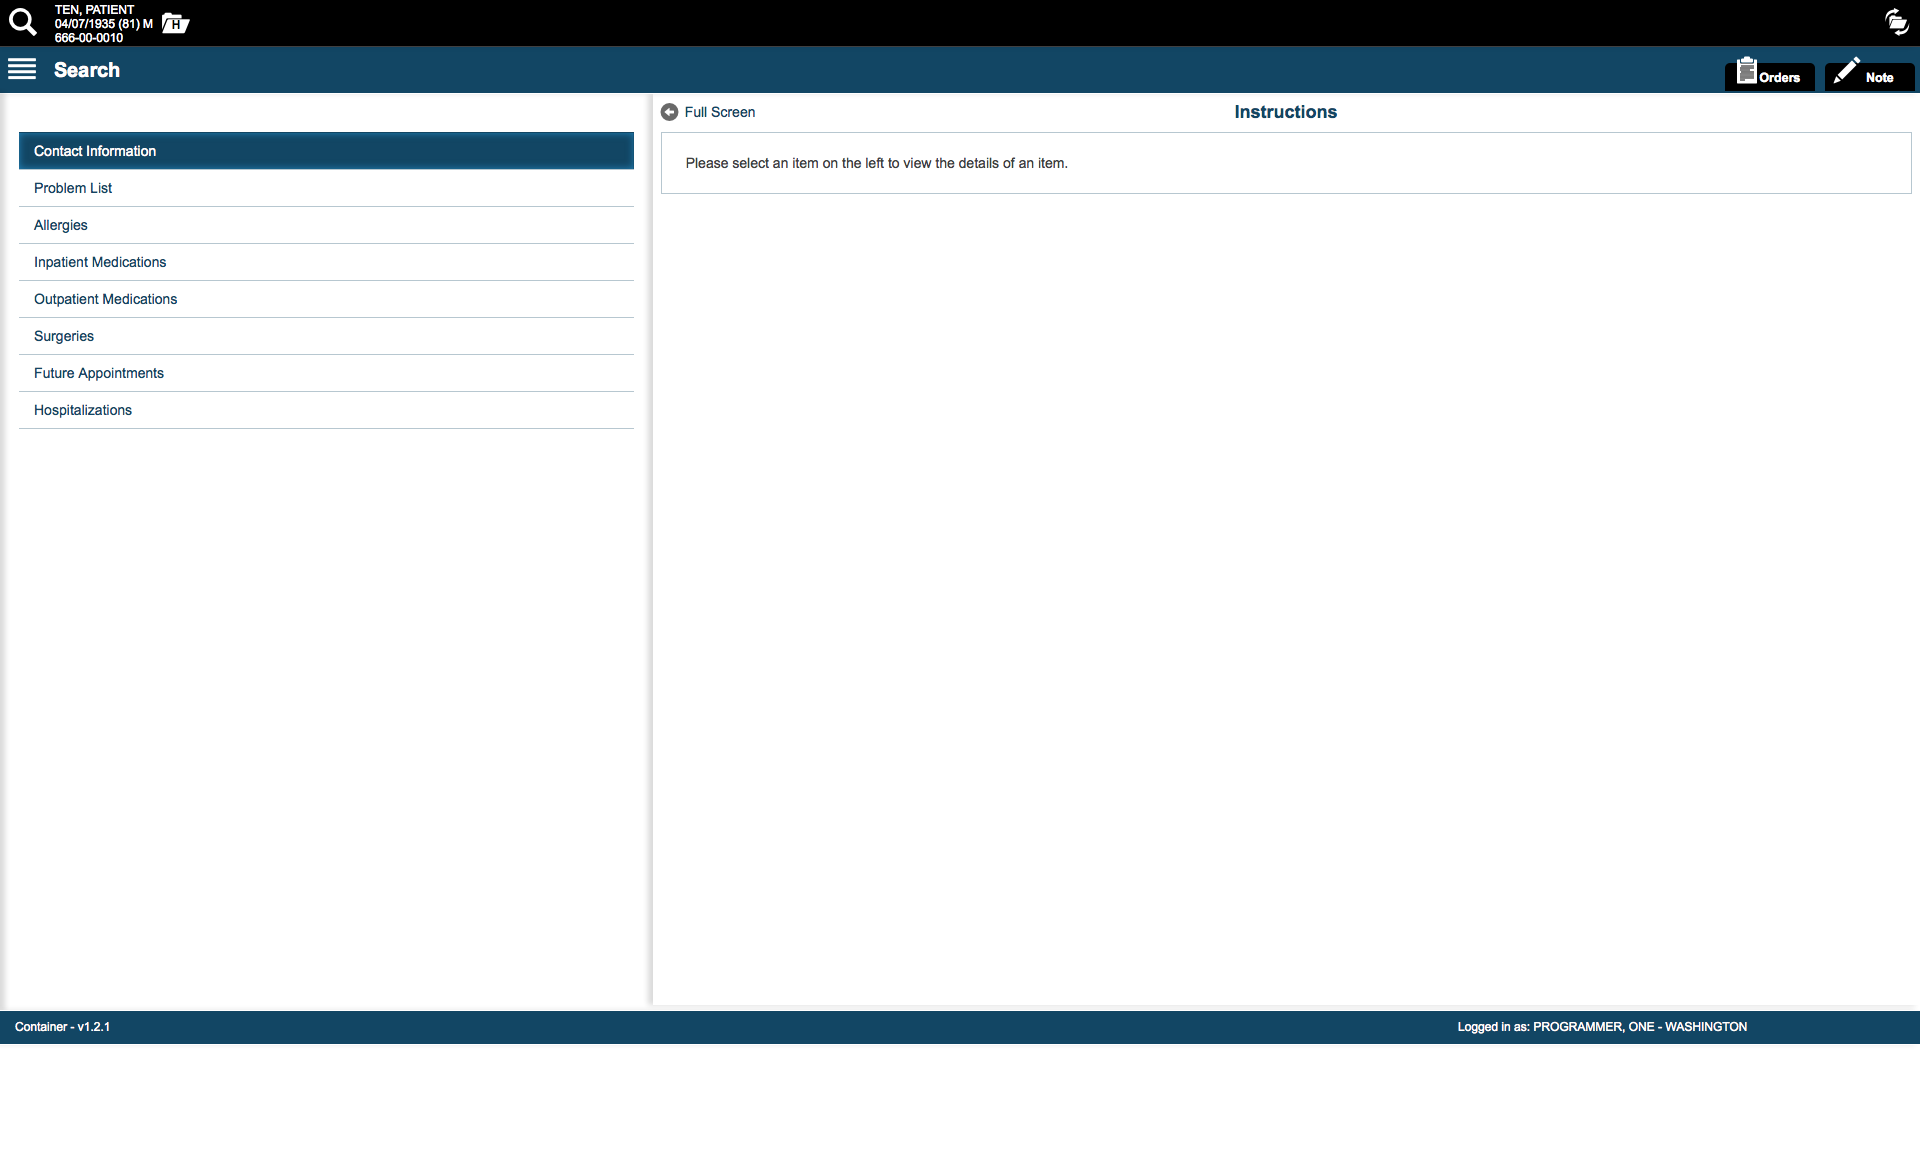 TEN, PATIENT
04/07/1935 (81) M
666-00-0010
H
Search
Orders
Note
Contact Information
Problem List
Allergies
Inpatient Medications
Outpatient Medications
Surgeries
Future Appointments
Hospitalizations
Full Screen
Instructions
Please select an item on the left to view the details of an item.
Container - v1.2.1
Logged in as: PROGRAMMER, ONE - WASHINGTON